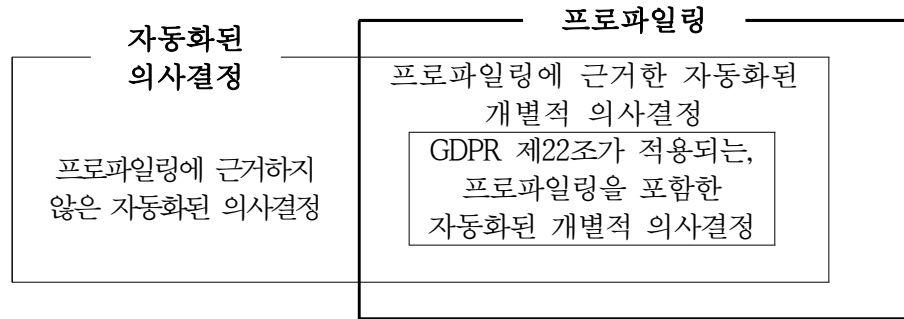 프로파일링
자동화된
의사결정
프로파일링에 근거한 자동화된
개별적 의사결정
GDPR 제22조가 적용되는,
프로파일링을 포함한
자동화된 개별적 의사결정
프로파일링에 근거하지
않은 자동화된 의사결정